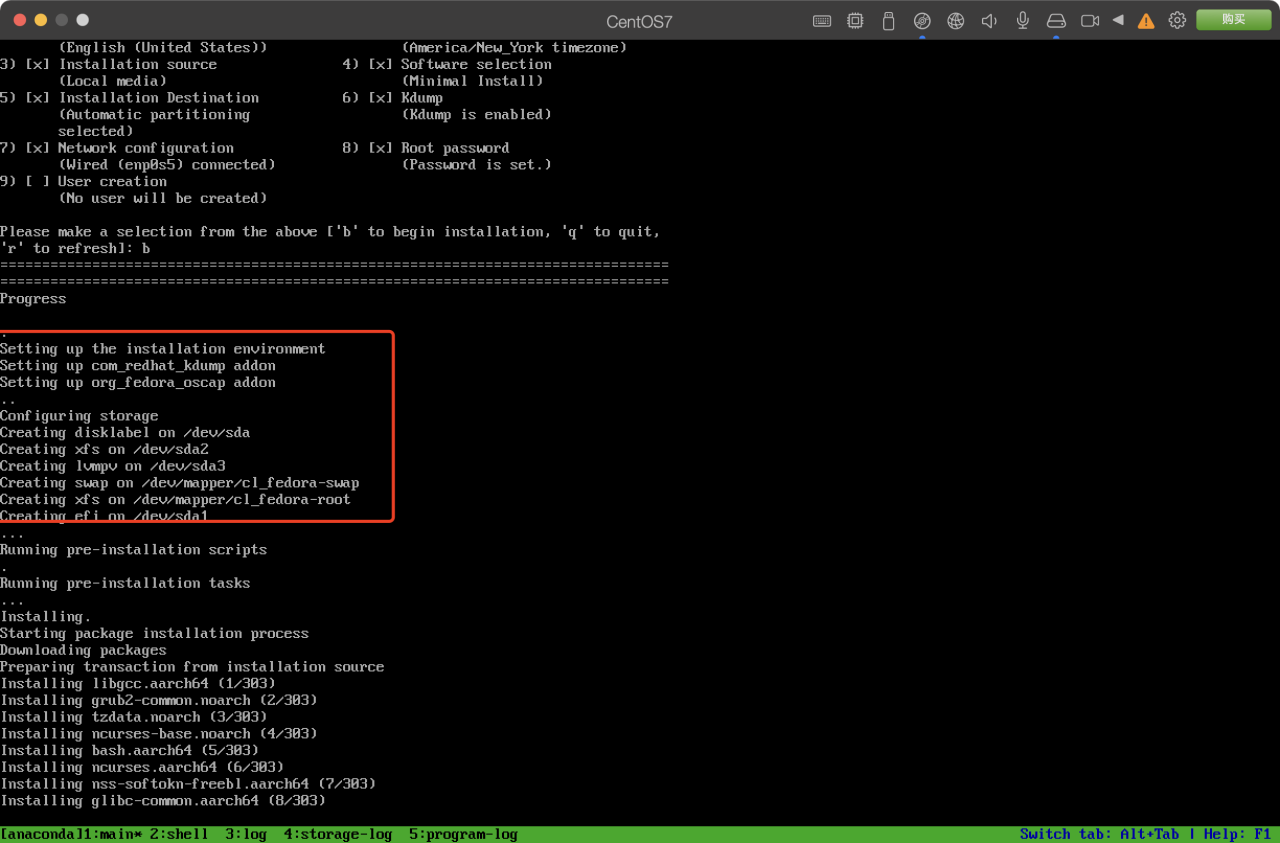 CentOS7
购买
(English (United States)) (America/New_York timezone)
3) [x] Installation source 4) [x] Software selection
(Local media) (Minimal Install)
5) [x] Installation Destination 6) [x] Kdump
(Automatic partitioning (Kdump is enabled)
selected)
7) [x] Network configuration 8) [x] Root password
(Wired (enp0s5) connected) (Password is set.)
9) [ ] User creation
(No user will be created)
Please make a selection from the above ['b' to begin installation, 'q' to quit,
'r' to refresh]: b
================================================================================
================================================================================
Progress
.
Setting up the installation environment
Setting up com_redhat_kdump addon
Setting up org_fedora_oscap addon
..
Configuring storage
Creating disklabel on /dev/sda
Creating xfs on /dev/sda2
Creating lvmpv on /dev/sda3
Creating swap on /dev/mapper/cl_fedora-swap
Creating xfs on /dev/mapper/cl_fedora-root
Creating efi on /dev/sda1
...
Running pre-installation scripts
.
Running pre-installation tasks
...
Installing.
Starting package installation process
Downloading packages
Preparing transaction from installation source
Installing libgcc.aarch64 (1/303)
Installing grub2-common.noarch (2/303)
Installing tzdata.noarch (3/303)
Installing ncurses-base.noarch (4/303)
Installing bash.aarch64 (5/303)
Installing ncurses.aarch64 (6/303)
Installing nss-softokn-freebl.aarch64 (7/303)
Installing glibc-common.aarch64 (8/303)
[anaconda]1:main* 2:shell 3:log 4:storage-log 5:program-log Switch tab: Alt+Tab | Help: F1